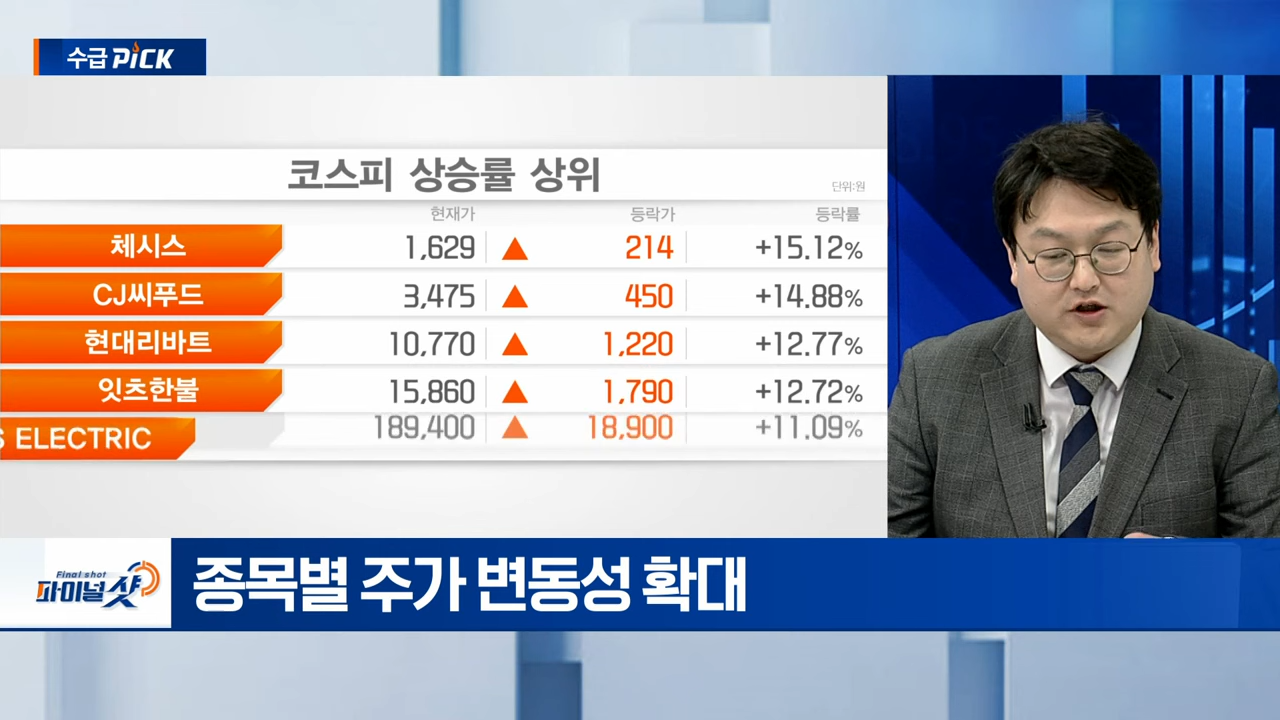 수급 PiCK
코스피 상승률 상위
단위:원
현재가 등락가 등락률
체시스 1,629 ▲ 214 +15.12%
CJ씨푸드 3,475 ▲ 450 +14.88%
현대리바트 10,770 ▲ 1,220 +12.77%
잇츠한불 15,860 ▲ 1,790 +12.72%
S ELECTRIC 189,400 ▲ 18,900 +11.09%
Final shot
파이널샷
종목별 주가 변동성 확대